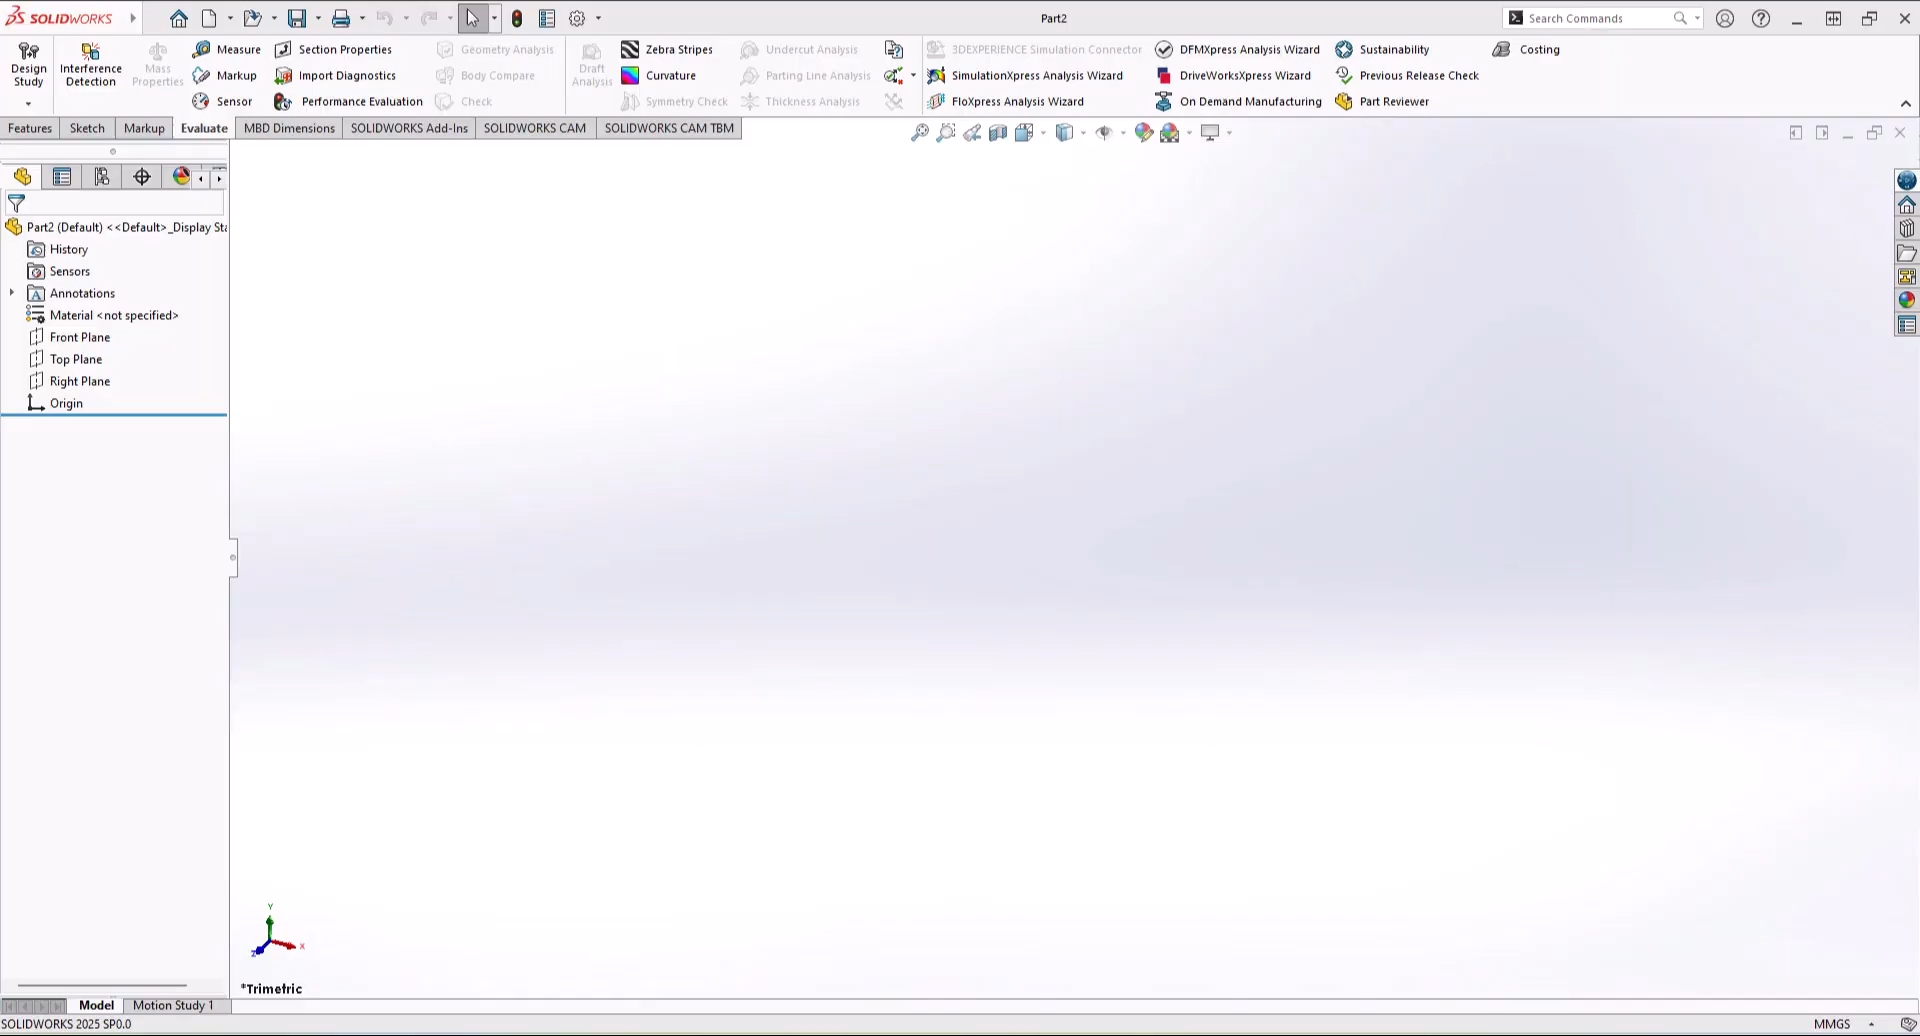 SOLIDWORKS
Part2
Search Commands
Design Study
Interference Detection
Mass Properties
Measure
Markup
Sensor
Section Properties
Import Diagnostics
Performance Evaluation
Geometry Analysis
Body Compare
Check
Draft Analysis
Zebra Stripes
Curvature
Symmetry Check
Undercut Analysis
Parting Line Analysis
Thickness Analysis
3DEXPERIENCE Simulation Connector
SimulationXpress Analysis Wizard
FloXpress Analysis Wizard
DFMXpress Analysis Wizard
DriveWorksXpress Wizard
On Demand Manufacturing
Sustainability
Previous Release Check
Part Reviewer
Costing
Features Sketch Markup Evaluate MBD Dimensions SOLIDWORKS Add-Ins SOLIDWORKS CAM SOLIDWORKS CAM TBM
Part2 (Default) <<Default>_Display Sta
History
Sensors
Annotations
Material <not specified>
Front Plane
Top Plane
Right Plane
Origin
Y
X
Z
*Trimetric
Model Motion Study 1
SOLIDWORKS 2025 SP0.0
MMGS